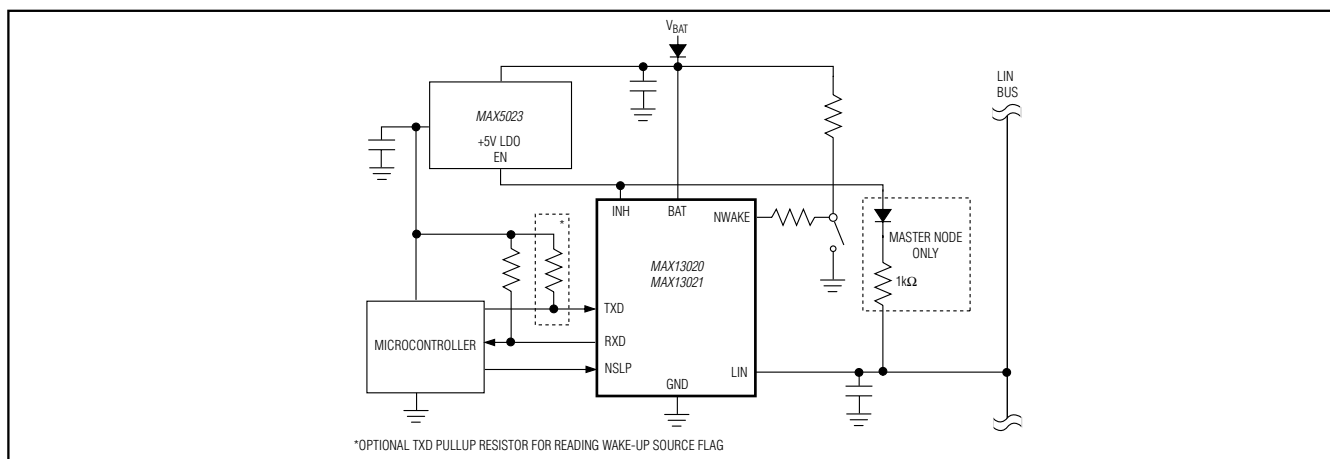 VBAT
LIN
BUS
MAX5023
+5V LDO
EN
INH
BAT
NWAKE
*
MASTER NODE
ONLY
1kΩ
MAX13020
MAX13021
TXD
MICROCONTROLLER
RXD
NSLP
LIN
GND
*OPTIONAL TXD PULLUP RESISTOR FOR READING WAKE-UP SOURCE FLAG